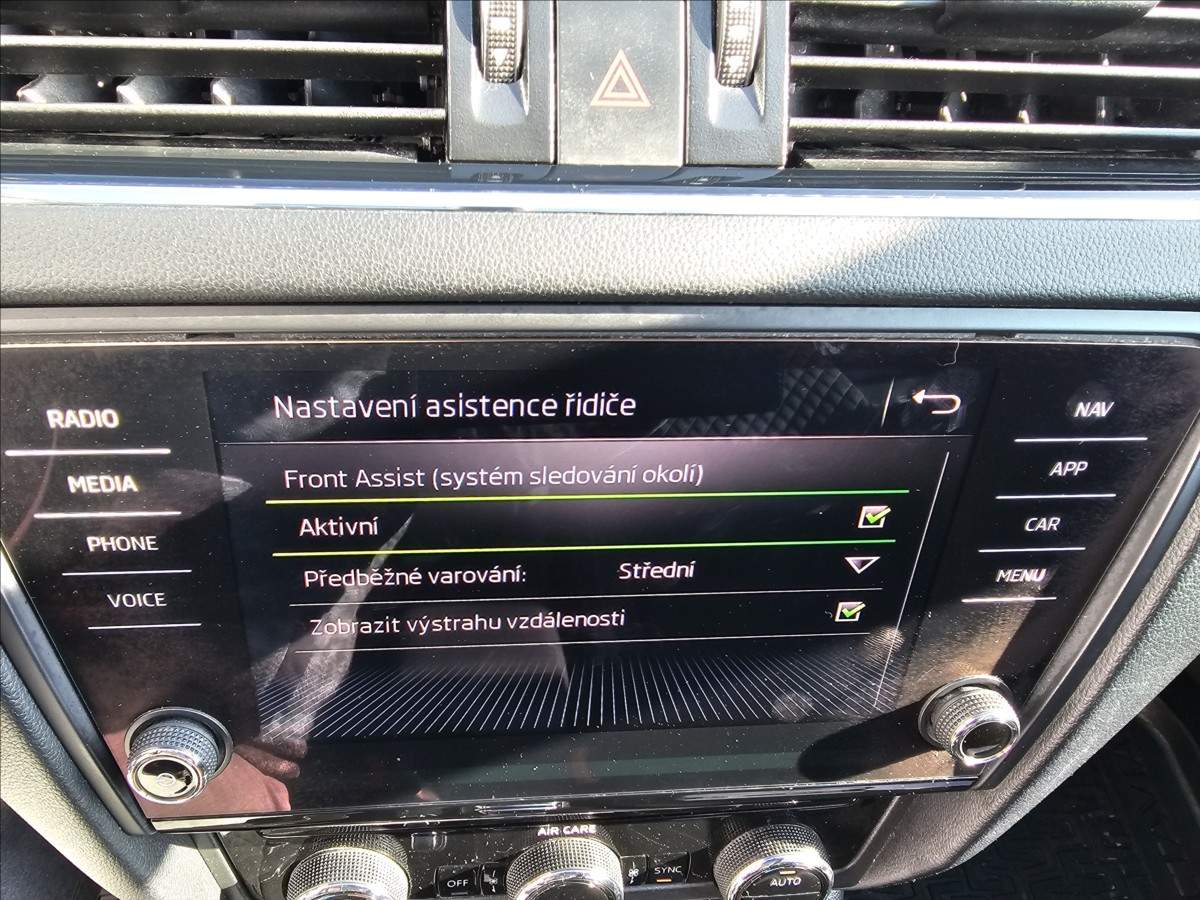 RADIO
MEDIA
PHONE
VOICE
Nastavení asistence řidiče
Front Assist (systém sledování okolí)
Aktivní
Předběžné varování: Střední
Zobrazit výstrahu vzdálenosti
NAV
APP
CAR
MENU
AIR CARE
OFF
SYNC
AUTO